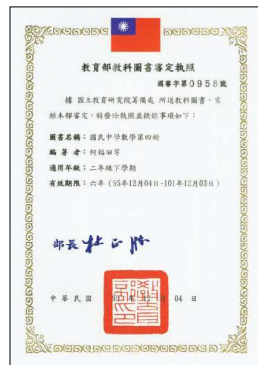 教育部教科圖書審定執照
國審字第0958號
據 國立教育研究院籌備處 所送教科圖書，業
經本部審定，特發給執照並摘錄事項如下：
圖書名稱：國民中學數學第四冊
編著者：何福田等
適用年級：二年級下學期
有效期限：六年（95年12月04日-101年12月03日）
部長 杜正勝
中華民國 04 日